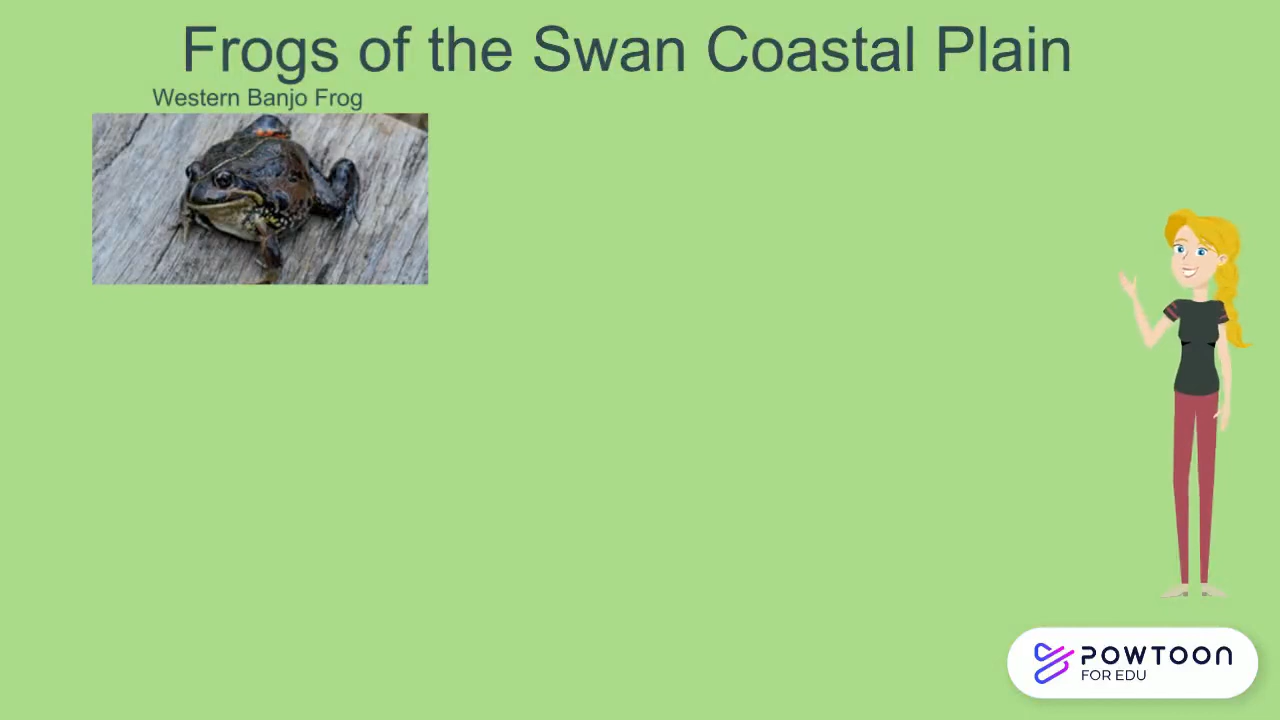 Frogs of the Swan Coastal Plain
Western Banjo Frog
POWTOON
FOR EDU